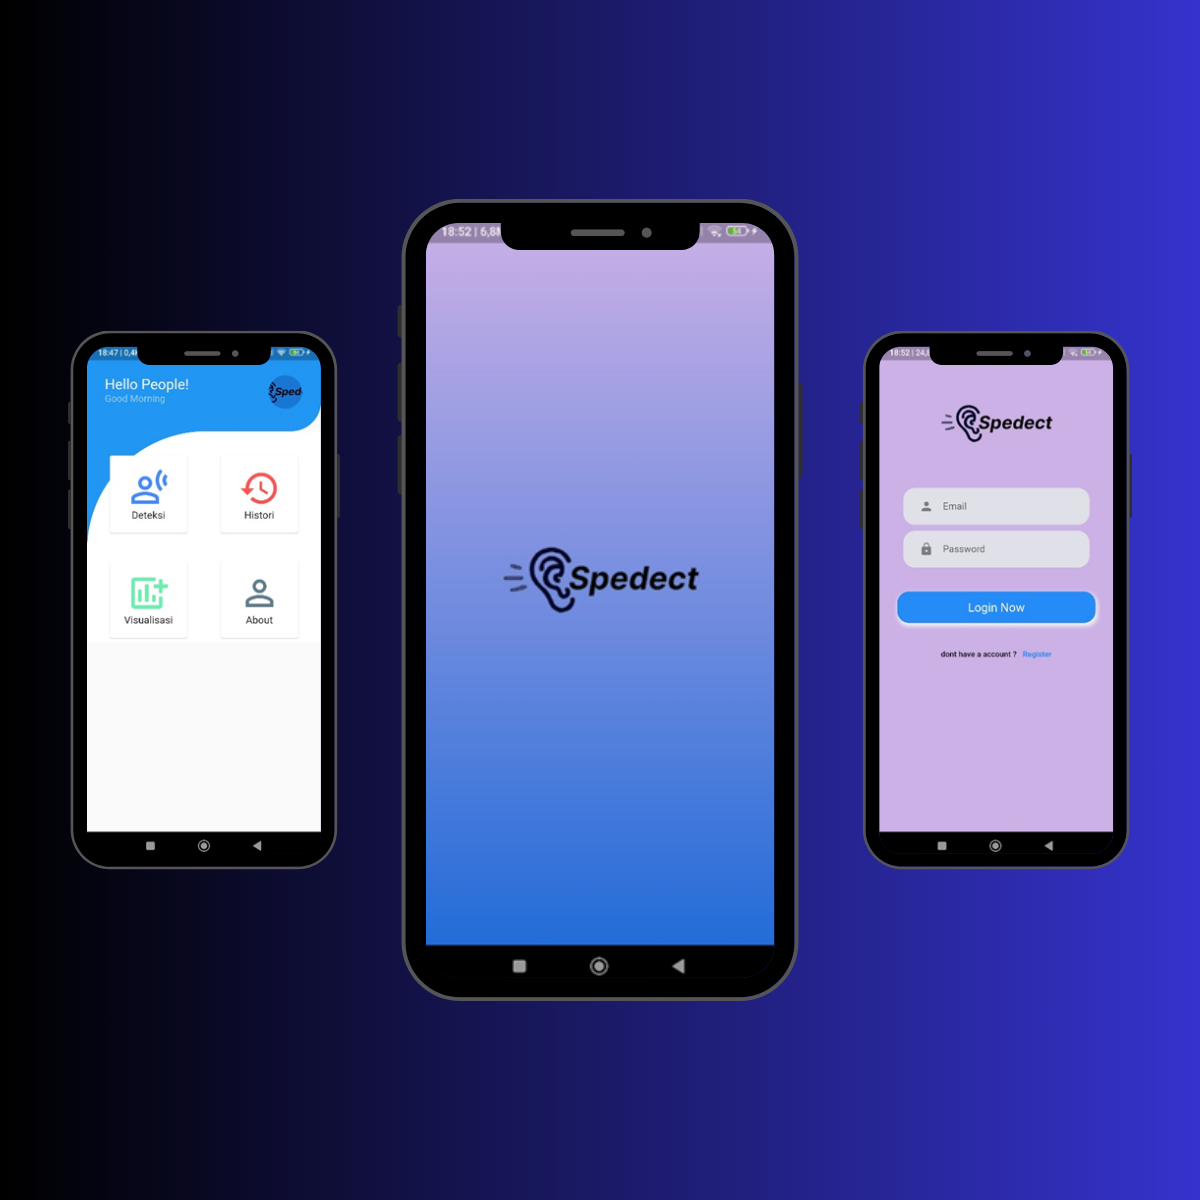 18:47 | 0,4
Hello People!
Good Morning
Sped
Deteksi
Histori
Visualisasi
About
18:52 | 6,8
54
Spedect
18:52 | 24,
Spedect
Email
Password
Login Now
dont have a account ? Register